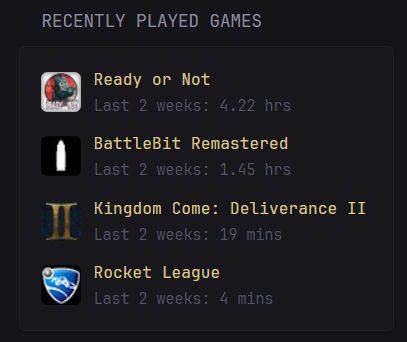 RECENTLY PLAYED GAMES
Ready or Not
Last 2 weeks: 4.22 hrs
BattleBit Remastered
Last 2 weeks: 1.45 hrs
Kingdom Come: Deliverance II
Last 2 weeks: 19 mins
Rocket League
Last 2 weeks: 4 mins